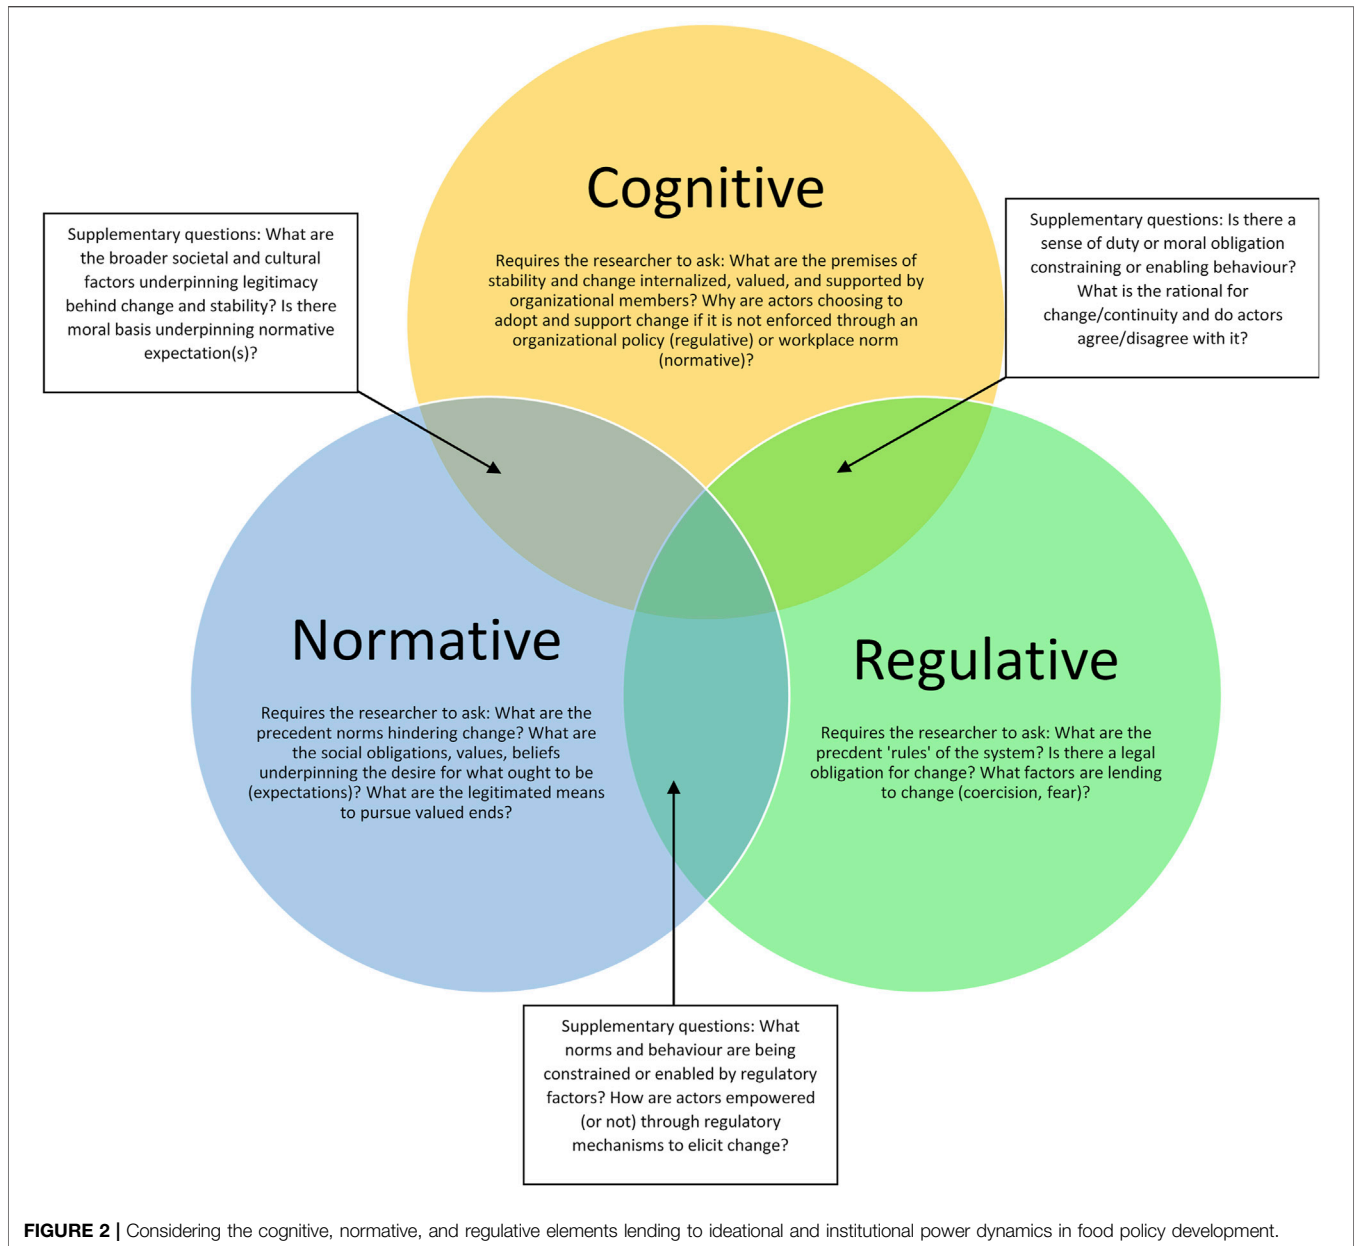 Cognitive
Requires the researcher to ask: What are the premises of
stability and change internalized, valued, and supported by
organizational members? Why are actors choosing to
adopt and support change if it is not enforced through an
organizational policy (regulative) or workplace norm
(normative)?
Supplementary questions: What are
the broader societal and cultural
factors underpinning legitimacy
behind change and stability? Is there
moral basis underpinning normative
expectation(s)?
Supplementary questions: Is there a
sense of duty or moral obligation
constraining or enabling behaviour?
What is the rational for
change/continuity and do actors
agree/disagree with it?
Normative
Requires the researcher to ask: What are the
precedent norms hindering change? What are
the social obligations, values, beliefs
underpinning the desire for what ought to be
(expectations)? What are the legitimated means
to pursue valued ends?
Regulative
Requires the researcher to ask: What are the
precdent 'rules' of the system? Is there a legal
obligation for change? What factors are lending
to change (coercision, fear)?
Supplementary questions: What
norms and behaviour are being
constrained or enabled by regulatory
factors? How are actors empowered
(or not) through regulatory
mechanisms to elicit change?
FIGURE 2 | Considering the cognitive, normative, and regulative elements lending to ideational and institutional power dynamics in food policy development.